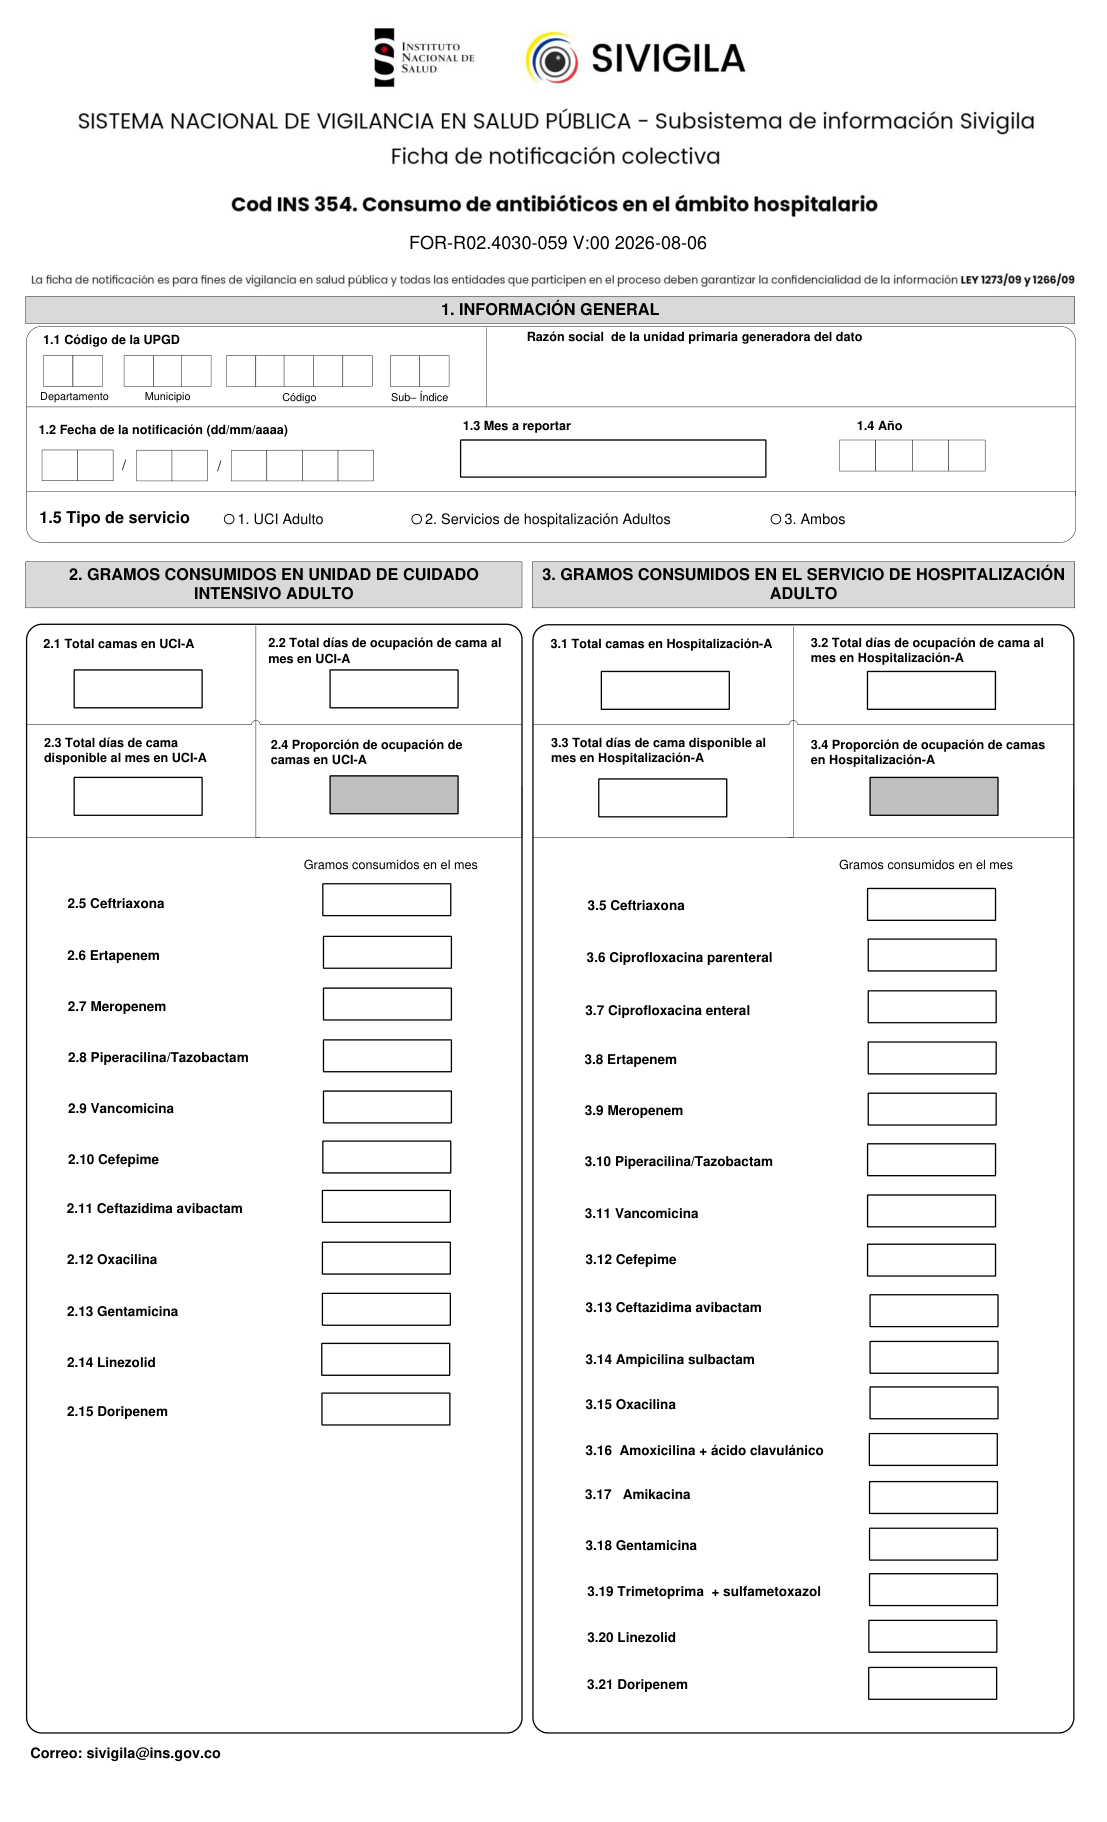 INSTITUTO
NACIONAL DE
SALUD
SIVIGILA
SISTEMA NACIONAL DE VIGILANCIA EN SALUD PÚBLICA - Subsistema de información Sivigila
Ficha de notificación colectiva
Cod INS 354. Consumo de antibióticos en el ámbito hospitalario
FOR-R02.4030-059 V:00 2026-08-06
La ficha de notificación es para fines de vigilancia en salud pública y todas las entidades que participen en el proceso deben garantizar la confidencialidad de la información LEY 1273/09 y 1266/09
1. INFORMACIÓN GENERAL
1.1 Código de la UPGD
Razón social  de la unidad primaria generadora del dato
Departamento Municipio Código Sub– Índice
1.2 Fecha de la notificación (dd/mm/aaaa)
1.3 Mes a reportar
1.4 Año
/ /
1.5 Tipo de servicio
1. UCI Adulto
2. Servicios de hospitalización Adultos
3. Ambos
2. GRAMOS CONSUMIDOS EN UNIDAD DE CUIDADO
INTENSIVO ADULTO
2.1 Total camas en UCI-A
2.2 Total días de ocupación de cama al
mes en UCI-A
2.3 Total días de cama
disponible al mes en UCI-A
2.4 Proporción de ocupación de
camas en UCI-A
Gramos consumidos en el mes
2.5 Ceftriaxona
2.6 Ertapenem
2.7 Meropenem
2.8 Piperacilina/Tazobactam
2.9 Vancomicina
2.10 Cefepime
2.11 Ceftazidima avibactam
2.12 Oxacilina
2.13 Gentamicina
2.14 Linezolid
2.15 Doripenem
3. GRAMOS CONSUMIDOS EN EL SERVICIO DE HOSPITALIZACIÓN
ADULTO
3.1 Total camas en Hospitalización-A
3.2 Total días de ocupación de cama al
mes en Hospitalización-A
3.3 Total días de cama disponible al
mes en Hospitalización-A
3.4 Proporción de ocupación de camas
en Hospitalización-A
Gramos consumidos en el mes
3.5 Ceftriaxona
3.6 Ciprofloxacina parenteral
3.7 Ciprofloxacina enteral
3.8 Ertapenem
3.9 Meropenem
3.10 Piperacilina/Tazobactam
3.11 Vancomicina
3.12 Cefepime
3.13 Ceftazidima avibactam
3.14 Ampicilina sulbactam
3.15 Oxacilina
3.16  Amoxicilina + ácido clavulánico
3.17   Amikacina
3.18 Gentamicina
3.19 Trimetoprima  + sulfametoxazol
3.20 Linezolid
3.21 Doripenem
Correo: sivigila@ins.gov.co